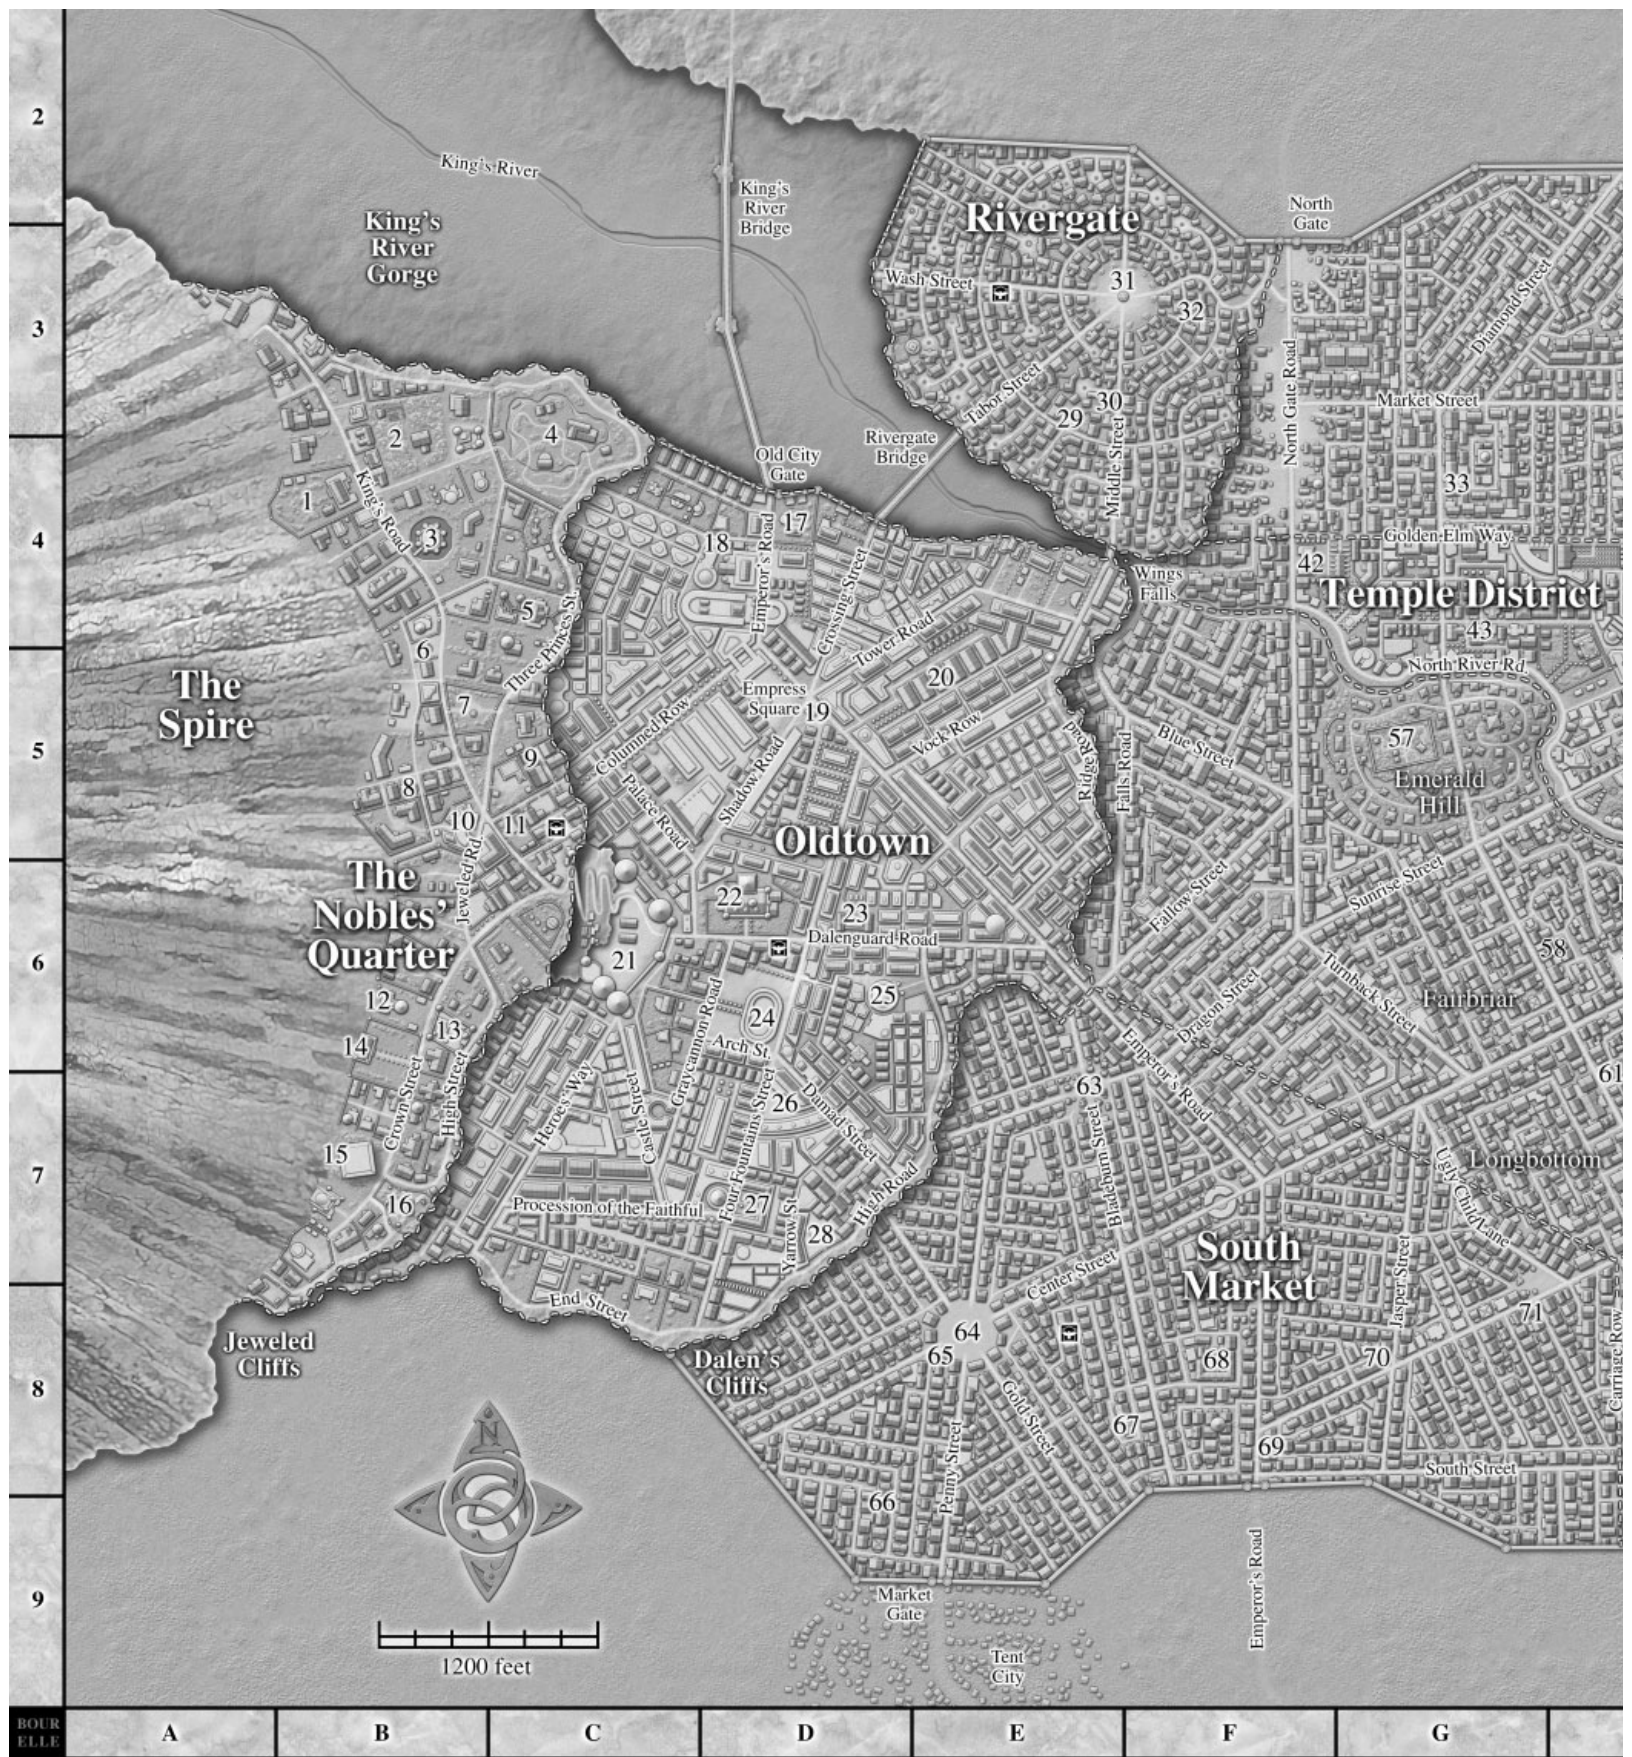 2
King's River
King's
River
Bridge
King's
River
Gorge
Rivergate
North
Gate
Wash Street
31
32
3
Diamond Street
Tabor Street
30
29
Middle Street
North Gate Road
Market Street
Rivergate
Bridge
Old City
Gate
2
4
1
King's Road
3
4
17
18
Emperor's Road
Crossing Street
33
Golden Elm Way
42
Wings
Falls
Temple District
43
North River Rd.
5
6
Three Princes St.
Tower Road
20
The
Spire
7
Empress
Square
19
Columned Row
Vock Row
Ridge Road
Falls Road
Blue Street
57
Emerald
Hill
5
9
8
Palace Road
Shadow Road
10
11
Oldtown
Jeweled Rd.
The
Nobles'
Quarter
22
23
Dalenguard Road
Fallow Street
Sunrise Street
58
6
21
12
13
14
25
24
Arch St.
Graycannon Road
Dragon Street
Turnback Street
Fairbriar
Emperor's Road
61
63
Crown Street
High Street
Heroes' Way
Castle Street
26
Damad Street
Four Fountain Street
Bladeburn Street
7
15
16
Procession of the Faithful
27
28
Yarrow St.
High Road
Ugly Child Lane
Longbottom
South
Market
Center Street
Jasper Street
End Street
Jeweled
Cliffs
Dalen's
Cliffs
64
65
68
70
71
Carriage Row
8
Gold Street
67
69
South Street
Penny Street
66
N
9
Market
Gate
Tent
City
Emperor's Road
1200 feet
BOUR
ELLE
A B C D E F G